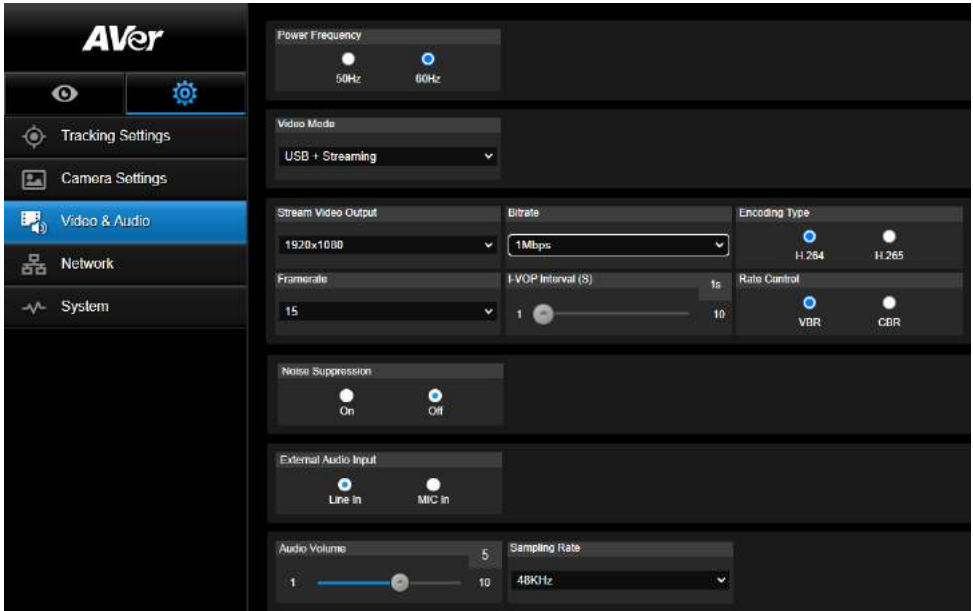 AVer
Tracking Settings
Camera Settings
Video & Audio
Network
System
Power Frequency
50Hz 60Hz
Video Mode
USB + Streaming
Stream Video Output Bitrate Encoding Type
1920x1080 1Mbps H.264 H.265
Framerate I-VOP Interval (S) 1s Rate Control
15 1 10 VBR CBR
Noise Suppression
On Off
External Audio Input
Line In MIC In
Audio Volume 5 Sampling Rate
1 10 48KHz